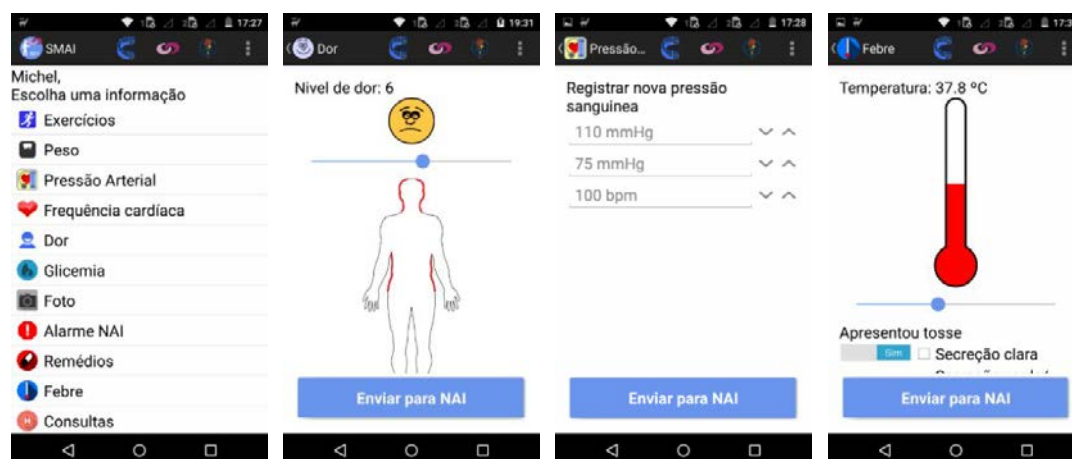 17:27
SMAI
Michel,
Escolha uma informação
Exercícios
Peso
Pressão Arterial
Frequência cardíaca
Dor
Glicemia
Foto
Alarme NAI
Remédios
Febre
Consultas
19:31
Dor
Nivel de dor: 6
Enviar para NAI
17:28
Pressão...
Registrar nova pressão
sanguinea
110 mmHg
75 mmHg
100 bpm
Enviar para NAI
Febre
Temperatura: 37.8 ºC
Apresentou tosse
Sim
Secreção clara
Enviar para NAI